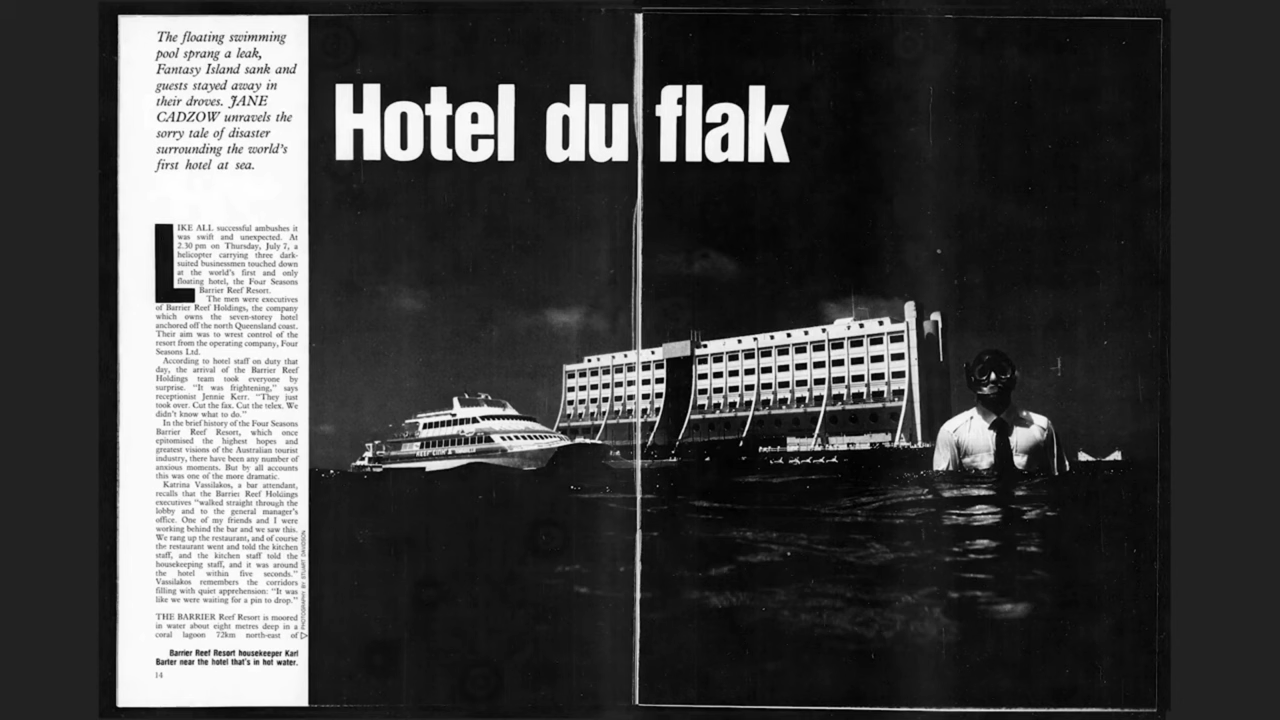 The floating swimming
pool sprang a leak,
Fantasy Island sank and
guests stayed away in
their droves. JANE
CADZOW unravels the
sorry tale of disaster
surrounding the world's
first hotel at sea.
Hotel du flak
LIKE ALL successful ambushes it
was swift and unexpected. At
2.30 pm on Thursday, July 7, a
helicopter carrying three dark-
suited businessmen touched down
at the world's first and only
floating hotel, the Four Seasons
Barrier Reef Resort.
The men were executives
of Barrier Reef Holdings, the company
which owns the seven-storey hotel
anchored off the north Queensland coast.
Their aim was to wrest control of the
resort from the operating company, Four
Seasons Ltd.
According to hotel staff on duty that
day, the arrival of the Barrier Reef
Holdings team took everyone by
surprise. "It was frightening," says
receptionist Jennie Kerr. "They just
took over. Cut the fax. Cut the telex. We
didn't know what to do."
In the brief history of the Four Seasons
Barrier Reef Resort, which once
epitomised the highest hopes and
greatest visions of the Australian tourist
industry, there have been any number of
anxious moments. But by all accounts
this was one of the more dramatic.
Katrina Vassilakos, a bar attendant,
recalls that the Barrier Reef Holdings
executives "walked straight through the
lobby and to the general manager's
office. One of my friends and I were
working behind the bar and we saw this.
We rang up the restaurant, and of course
the restaurant went and told the kitchen
staff, and the kitchen staff told the
housekeeping staff, and it was around
the hotel within five seconds."
Vassilakos remembers the corridors
filling with quiet apprehension: "It was
like we were waiting for a pin to drop."
THE BARRIER Reef Resort is moored
in water about eight metres deep in a
coral lagoon 72km north-east of
PHOTOGRAPHY BY STUART DAVIDSON
Barrier Reef Resort housekeeper Karl
Barter near the hotel that's in hot water.
14
REEF LINK